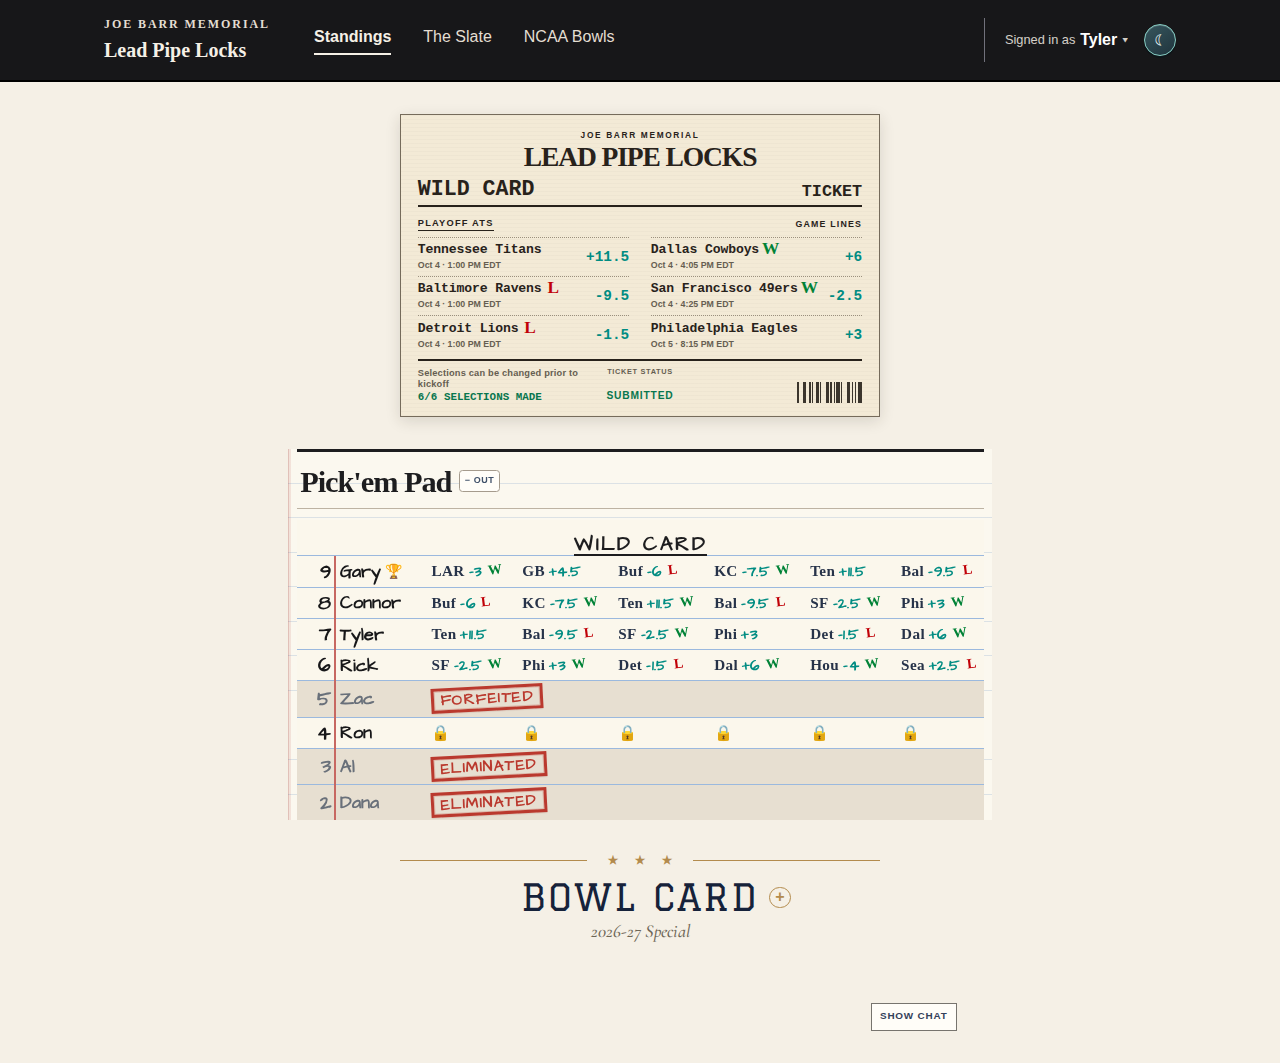 JOE BARR MEMORIAL
Lead Pipe Locks
Standings The Slate NCAA Bowls
Signed in as Tyler
JOE BARR MEMORIAL
LEAD PIPE LOCKS
WILD CARD TICKET
PLAYOFF ATS GAME LINES
Tennessee Titans +11.5
Oct 4 · 1:00 PM EDT
Dallas Cowboys W +6
Oct 4 · 4:05 PM EDT
Baltimore Ravens L -9.5
Oct 4 · 1:00 PM EDT
San Francisco 49ers W -2.5
Oct 4 · 4:25 PM EDT
Detroit Lions L -1.5
Oct 4 · 1:00 PM EDT
Philadelphia Eagles +3
Oct 5 · 8:15 PM EDT
Selections can be changed prior to
kickoff
6/6 SELECTIONS MADE
TICKET STATUS
SUBMITTED
Pick'em Pad − OUT
WILD CARD
9 Gary 🏆 LAR -3 W GB +4.5 Buf -6 L KC -7.5 W Ten +11.5 Bal -9.5 L
8 Connor Buf -6 L KC -7.5 W Ten +11.5 W Bal -9.5 L SF -2.5 W Phi +3 W
7 Tyler Ten +11.5 Bal -9.5 L SF -2.5 W Phi +3 Det -1.5 L Dal +6 W
6 Rick SF -2.5 W Phi +3 W Det -1.5 L Dal +6 W Hou -4 W Sea +2.5 L
5 Zac FORFEITED
4 Ron 🔒 🔒 🔒 🔒 🔒 🔒
3 Al ELIMINATED
2 Dana ELIMINATED
★ ★ ★
BOWL CARD +
2026-27 Special
SHOW CHAT